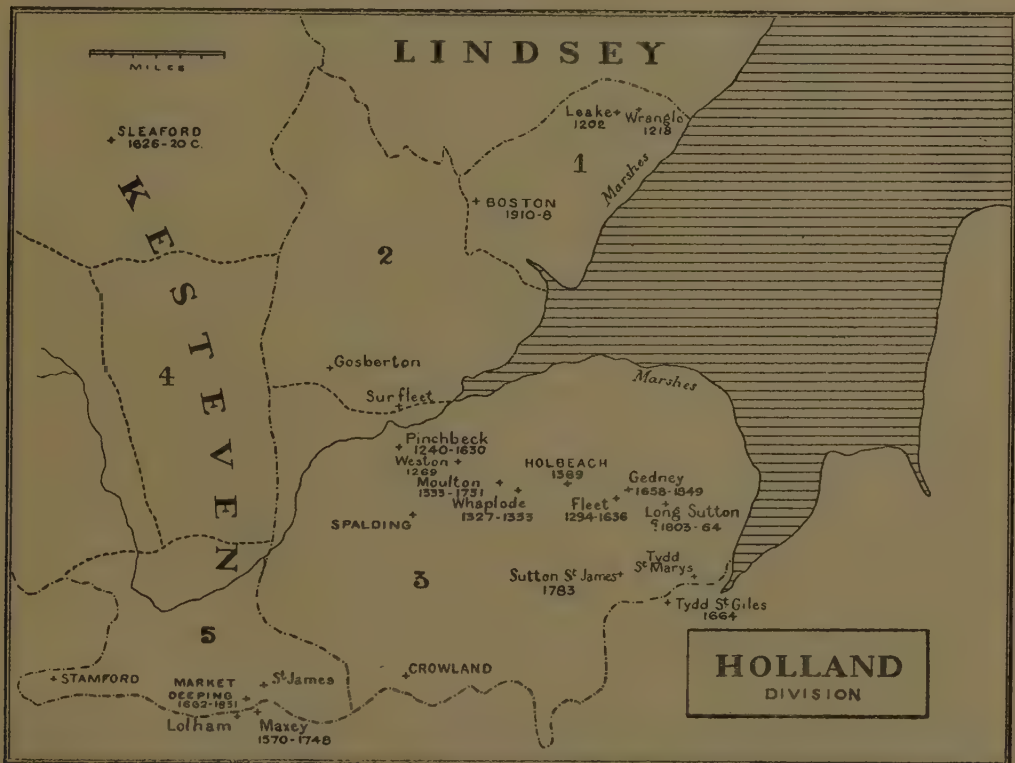 LINDSEY
MILES
SLEAFORD
1626-20 C.
KESTEVEN
Leake
1202
Wrangle
1218
1
Marshes
BOSTON
1910-8
2
4
Gosberton
Surfleet
Marshes
Pinchbeck
1240-1630
Weston
1269
Moulton
1333-1731
Whaplode
1327-1333
HOLBEACH
1369
Fleet
1294-1636
Gedney
1658-1849
Long Sutton
?1803-64
SPALDING
Sutton St James
1783
Tydd
St Marys
Tydd St Giles
1664
3
5
STAMFORD
MARKET
DEEPING
1662-1831
St James
Lolham
Maxey
1570-1748
CROWLAND
HOLLAND
DIVISION